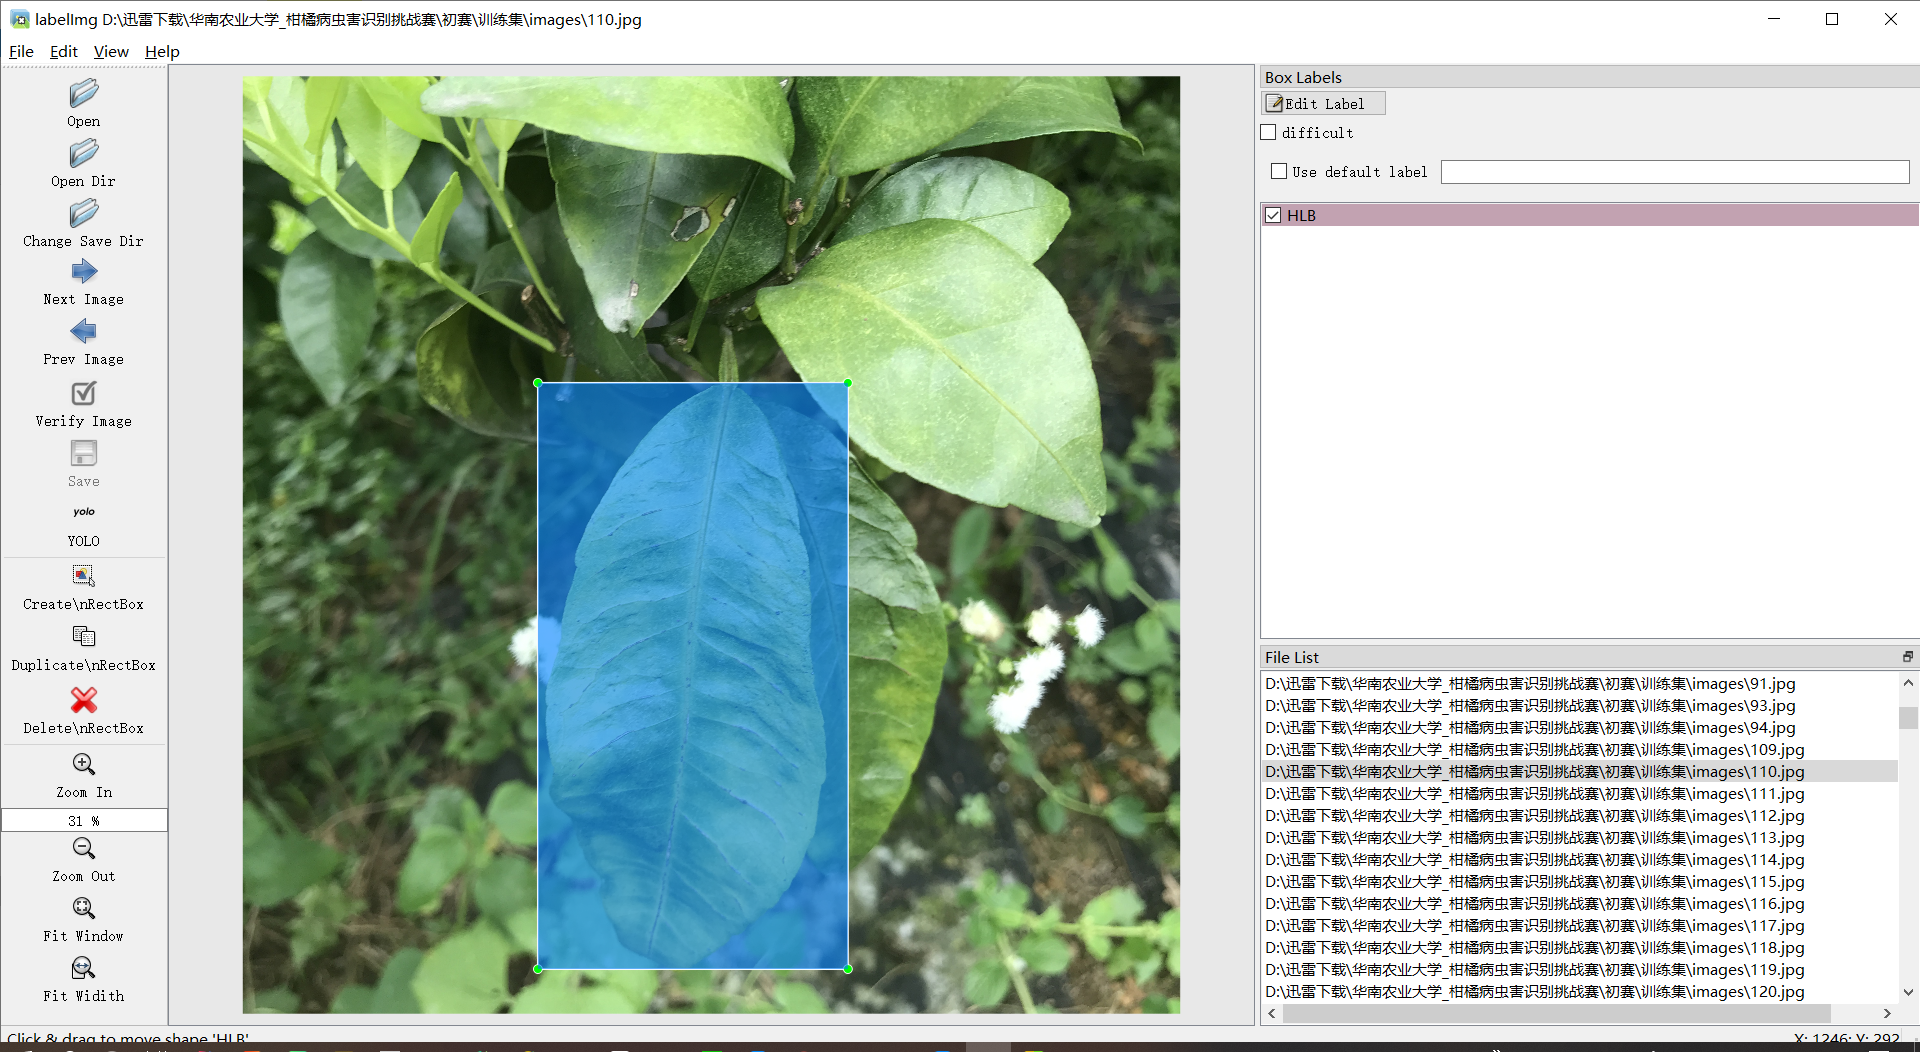 labelImg D:\迅雷下载\华南农业大学_柑橘病虫害识别挑战赛\初赛\训练集\images\110.jpg
File Edit View Help
Open
Open Dir
Change Save Dir
Next Image
Prev Image
Verify Image
Save
yolo
YOLO
Create\nRectBox
Duplicate\nRectBox
Delete\nRectBox
Zoom In
31 %
Zoom Out
Fit Window
Fit Width
Box Labels
Edit Label
difficult
Use default label
HLB
File List
D:\迅雷下载\华南农业大学_柑橘病虫害识别挑战赛\初赛\训练集\images\91.jpg
D:\迅雷下载\华南农业大学_柑橘病虫害识别挑战赛\初赛\训练集\images\93.jpg
D:\迅雷下载\华南农业大学_柑橘病虫害识别挑战赛\初赛\训练集\images\94.jpg
D:\迅雷下载\华南农业大学_柑橘病虫害识别挑战赛\初赛\训练集\images\109.jpg
D:\迅雷下载\华南农业大学_柑橘病虫害识别挑战赛\初赛\训练集\images\110.jpg
D:\迅雷下载\华南农业大学_柑橘病虫害识别挑战赛\初赛\训练集\images\111.jpg
D:\迅雷下载\华南农业大学_柑橘病虫害识别挑战赛\初赛\训练集\images\112.jpg
D:\迅雷下载\华南农业大学_柑橘病虫害识别挑战赛\初赛\训练集\images\113.jpg
D:\迅雷下载\华南农业大学_柑橘病虫害识别挑战赛\初赛\训练集\images\114.jpg
D:\迅雷下载\华南农业大学_柑橘病虫害识别挑战赛\初赛\训练集\images\115.jpg
D:\迅雷下载\华南农业大学_柑橘病虫害识别挑战赛\初赛\训练集\images\116.jpg
D:\迅雷下载\华南农业大学_柑橘病虫害识别挑战赛\初赛\训练集\images\117.jpg
D:\迅雷下载\华南农业大学_柑橘病虫害识别挑战赛\初赛\训练集\images\118.jpg
D:\迅雷下载\华南农业大学_柑橘病虫害识别挑战赛\初赛\训练集\images\119.jpg
D:\迅雷下载\华南农业大学_柑橘病虫害识别挑战赛\初赛\训练集\images\120.jpg
Click & drag to move shape 'HLB'
X: 1246; Y: 292